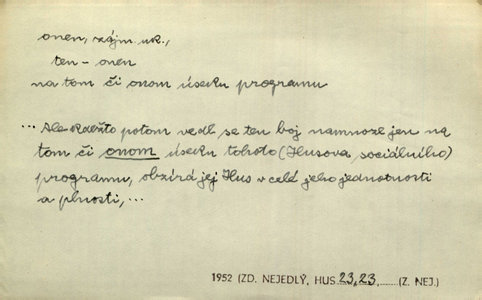 onen, zájm. uk.,
ten - onen
na tom či onom úseku programu
... Ale kdežto potom vedl se ten boj namnoze jen na
tom či onom úseku tohoto (Husova sociálního)
programu, obzírá jej Hus v celé jeho jednotnosti
a plnosti, ...
1952 (ZD. NEJEDLÝ, HUS 23,23, (Z. NEJ.)